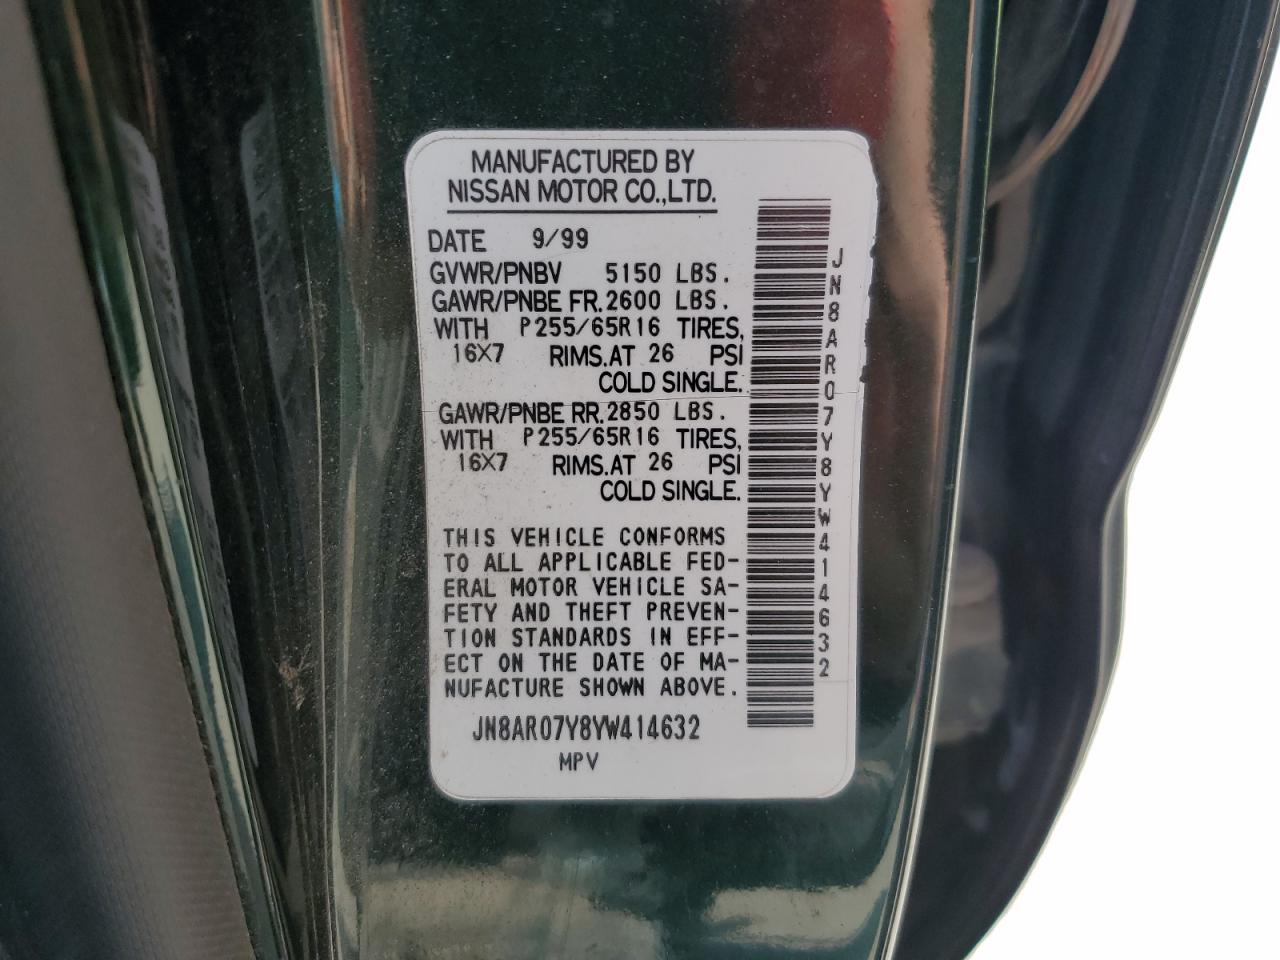 MANUFACTURED BY
NISSAN MOTOR CO.,LTD.
DATE 9/99
GVWR/PNBV 5150 LBS.
GAWR/PNBE FR. 2600 LBS.
WITH P255/65R16 TIRES,
16X7 RIMS, AT 26 PSI
COLD SINGLE.
GAWR/PNBE RR. 2850 LBS.
WITH P255/65R16 TIRES,
16X7 RIMS, AT 26 PSI
COLD SINGLE.
THIS VEHICLE CONFORMS
TO ALL APPLICABLE FED-
ERAL MOTOR VEHICLE SA-
FETY AND THEFT PREVEN-
TION STANDARDS IN EFF-
ECT ON THE DATE OF MA-
NUFACTURE SHOWN ABOVE.
JN8AR07Y8YW414632
MPV
JN8AR07Y8YW414632